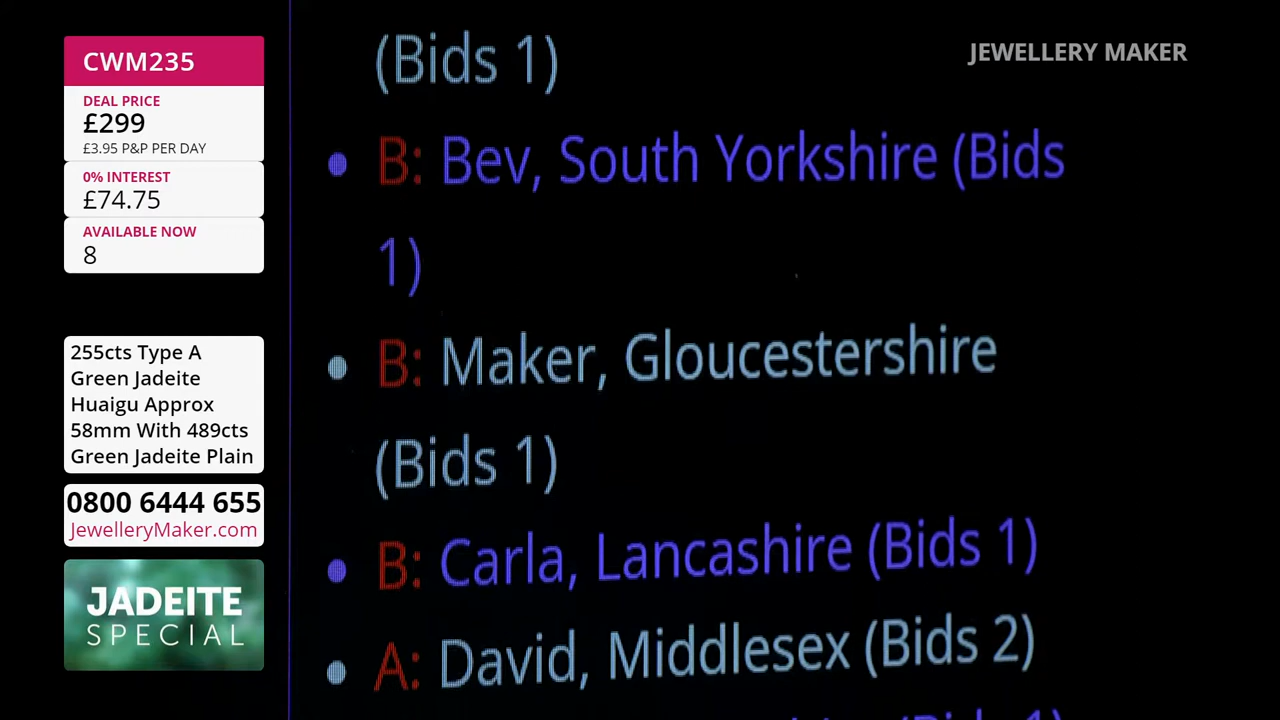 CWM235
DEAL PRICE
£299
£3.95 P&P PER DAY
0% INTEREST
£74.75
AVAILABLE NOW
8
255cts Type A
Green Jadeite
Huaigu Approx
58mm With 489cts
Green Jadeite Plain
0800 6444 655
JewelleryMaker.com
JADEITE
SPECIAL
JEWELLERY MAKER
(Bids 1)
• B: Bev, South Yorkshire (Bids
1)
• B: Maker, Gloucestershire
(Bids 1)
• B: Carla, Lancashire (Bids 1)
• A: David, Middlesex (Bids 2)